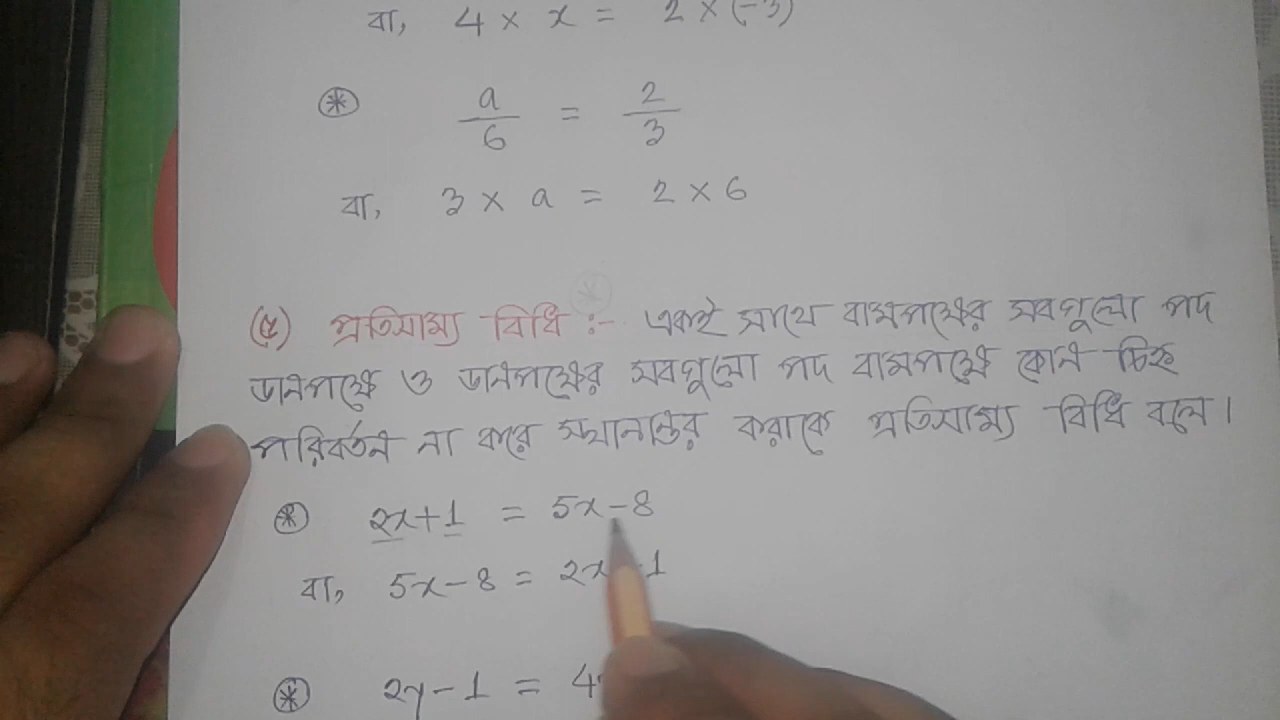 বা, 4 × x = 2 × (-3)
* a/6 = 2/3
বা, 3 × a = 2 × 6
(৫) প্রতিসাম্য বিধি :- একই সাথে বামপক্ষের সবগুলো পদ
ডানপক্ষে ও ডানপক্ষের সবগুলো পদ বামপক্ষে কোন চিহ্ন
পরিবর্তন না করে স্থানান্তর করাকে প্রতিসাম্য বিধি বলে।
* 2x+1 = 5x-8
বা, 5x-8 = 2x 1
* 2y-1 = 4